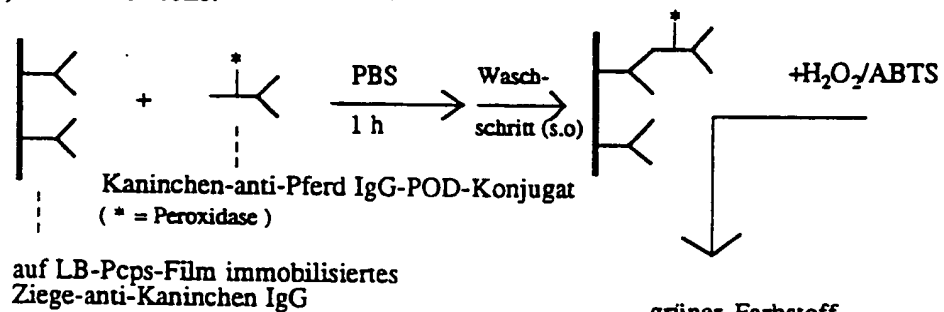 *
*
PBS
Wasch-
+H₂O₂/ABTS
+
1 h
schritt (s.o)
Kaninchen-anti-Pferd IgG-POD-Konjugat
( * = Peroxidase )
auf LB-Pcps-Film immobilisiertes
Ziege-anti-Kaninchen IgG
grüner Farbstoff